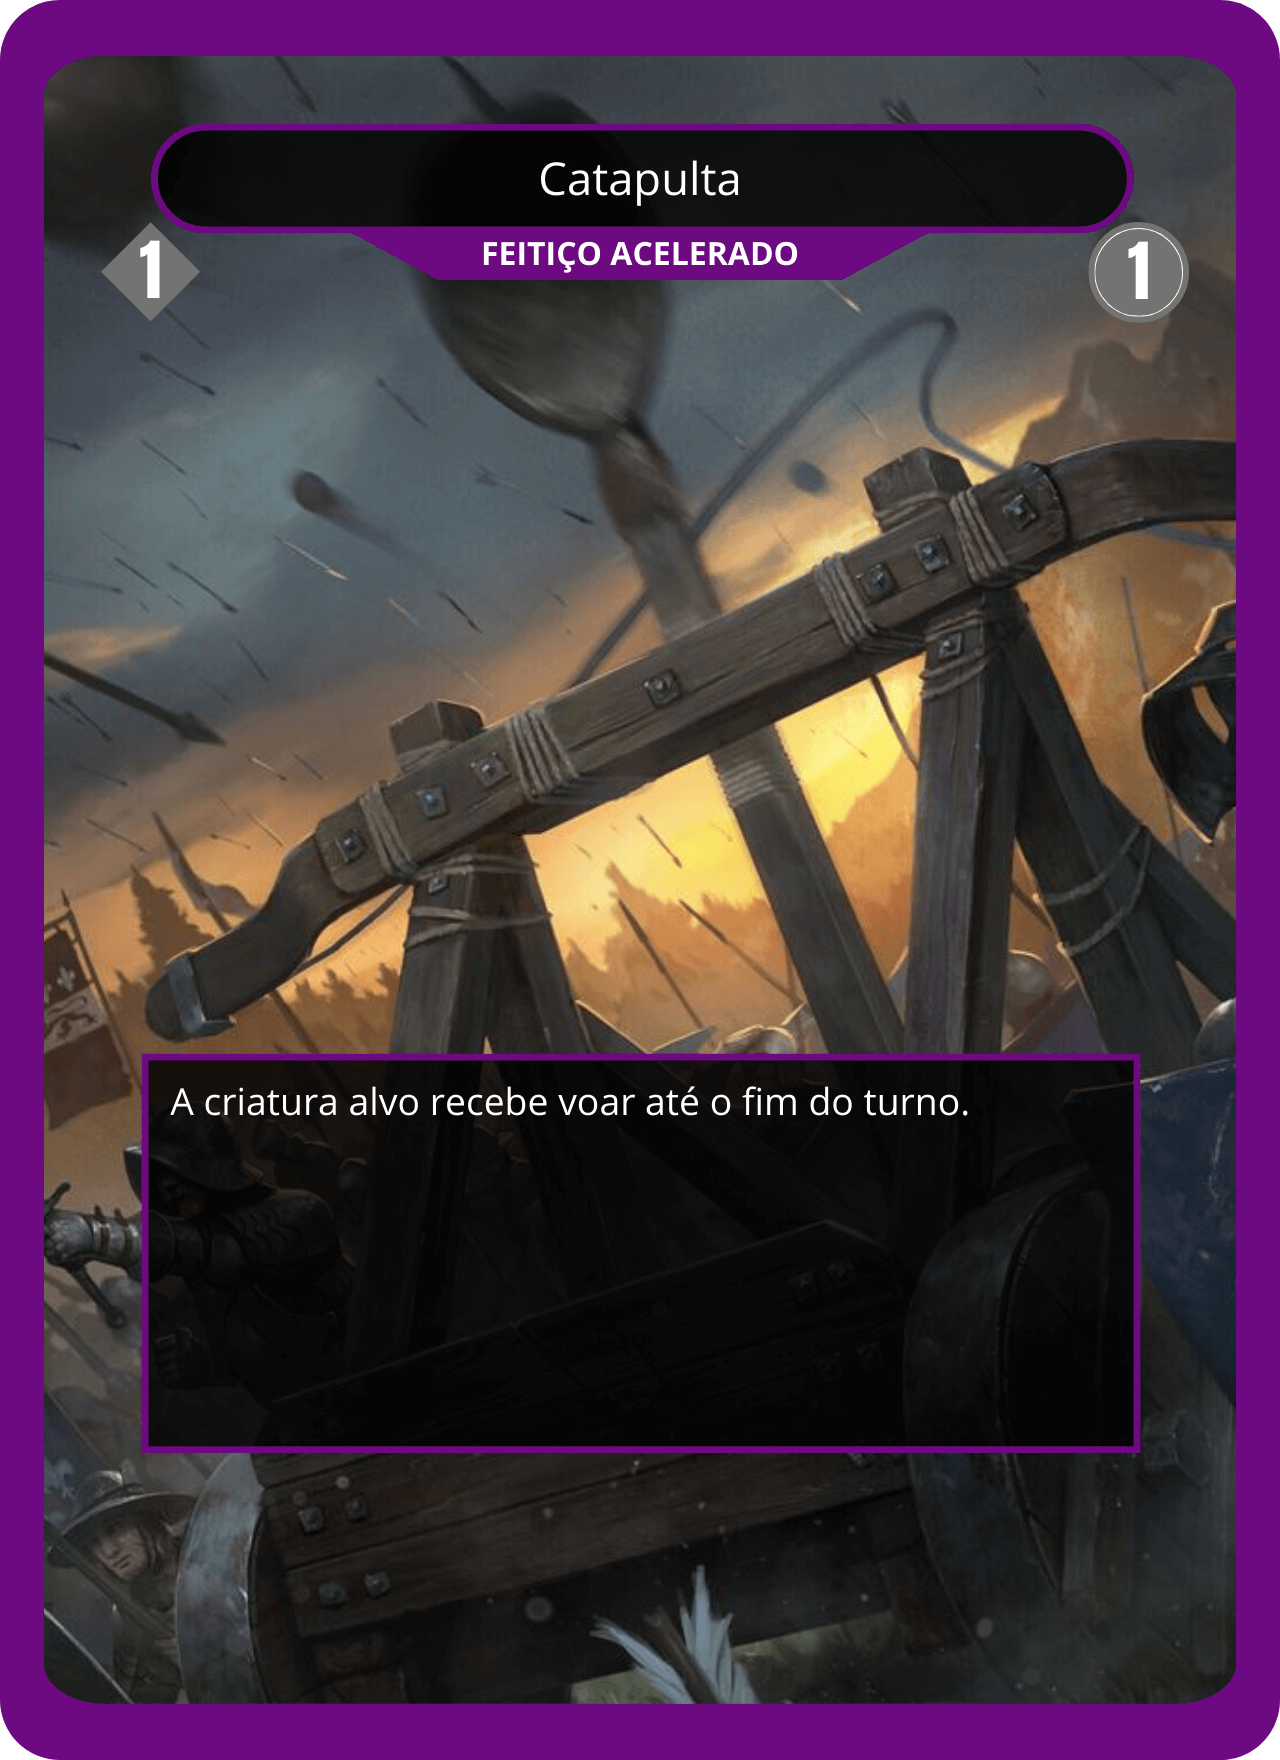 Catapulta
FEITIÇO ACELERADO
1
1
A criatura alvo recebe voar até o fim do turno.